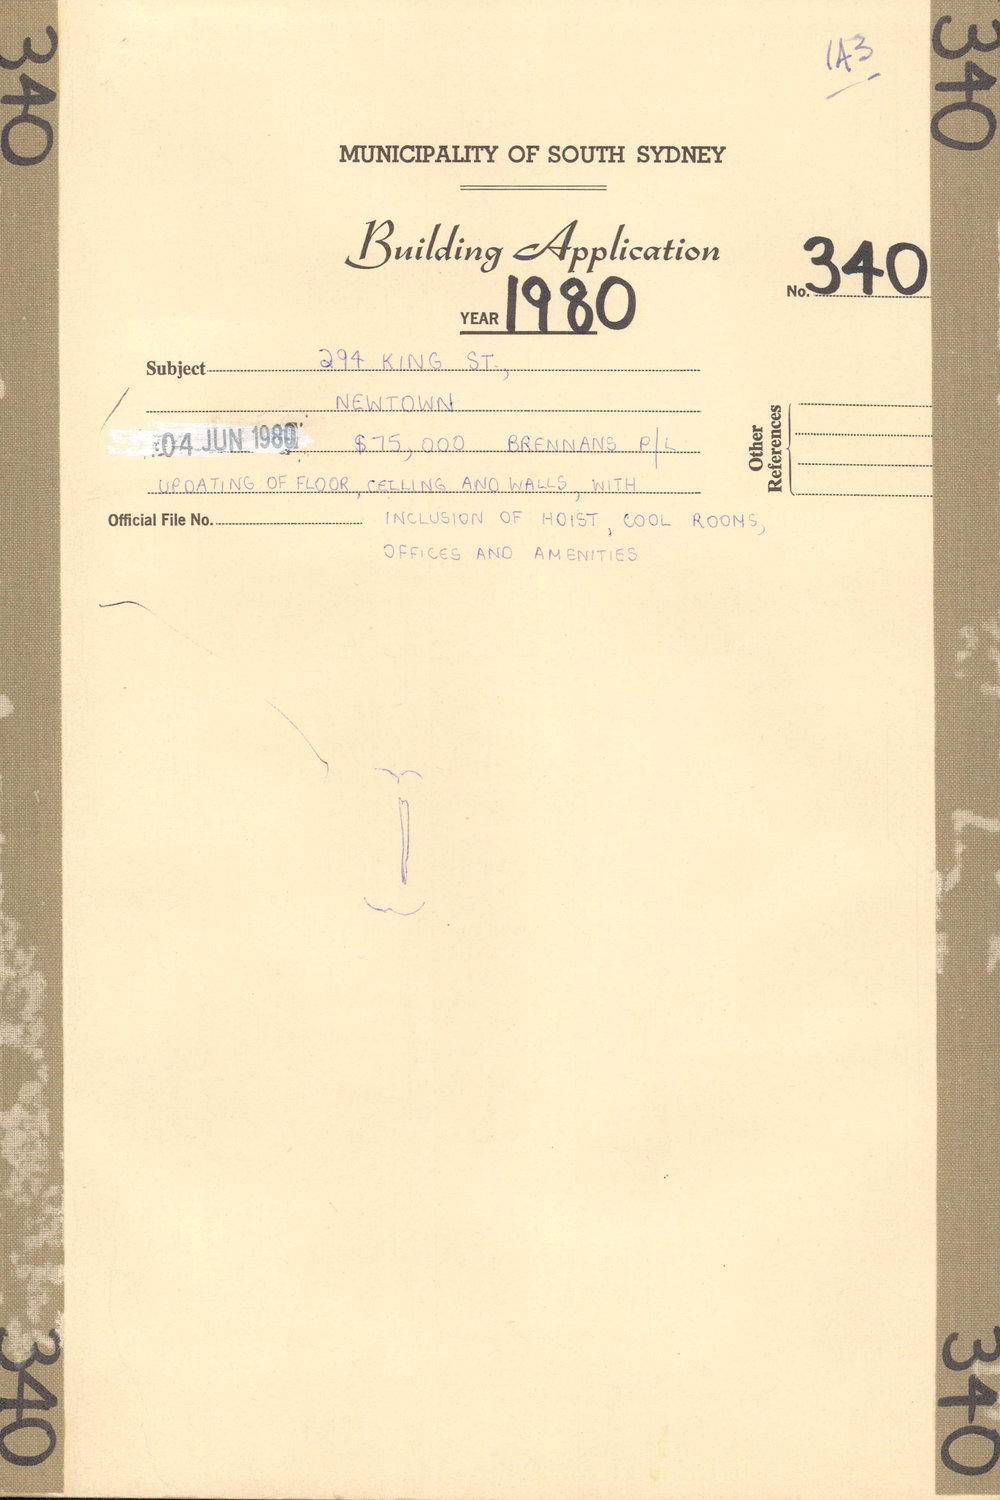 340
340
1A3
MUNICIPALITY OF SOUTH SYDNEY
Building Application
No. 340
YEAR 1980
Subject 294 KING ST.,
NEWTOWN
04 JUN 1980 $75,000 BRENNANS P/L
Other References
UPDATING OF FLOOR, CEILING AND WALLS, WITH
Official File No. INCLUSION OF HOIST, COOL ROOMS,
OFFICES AND AMENITIES
340
340